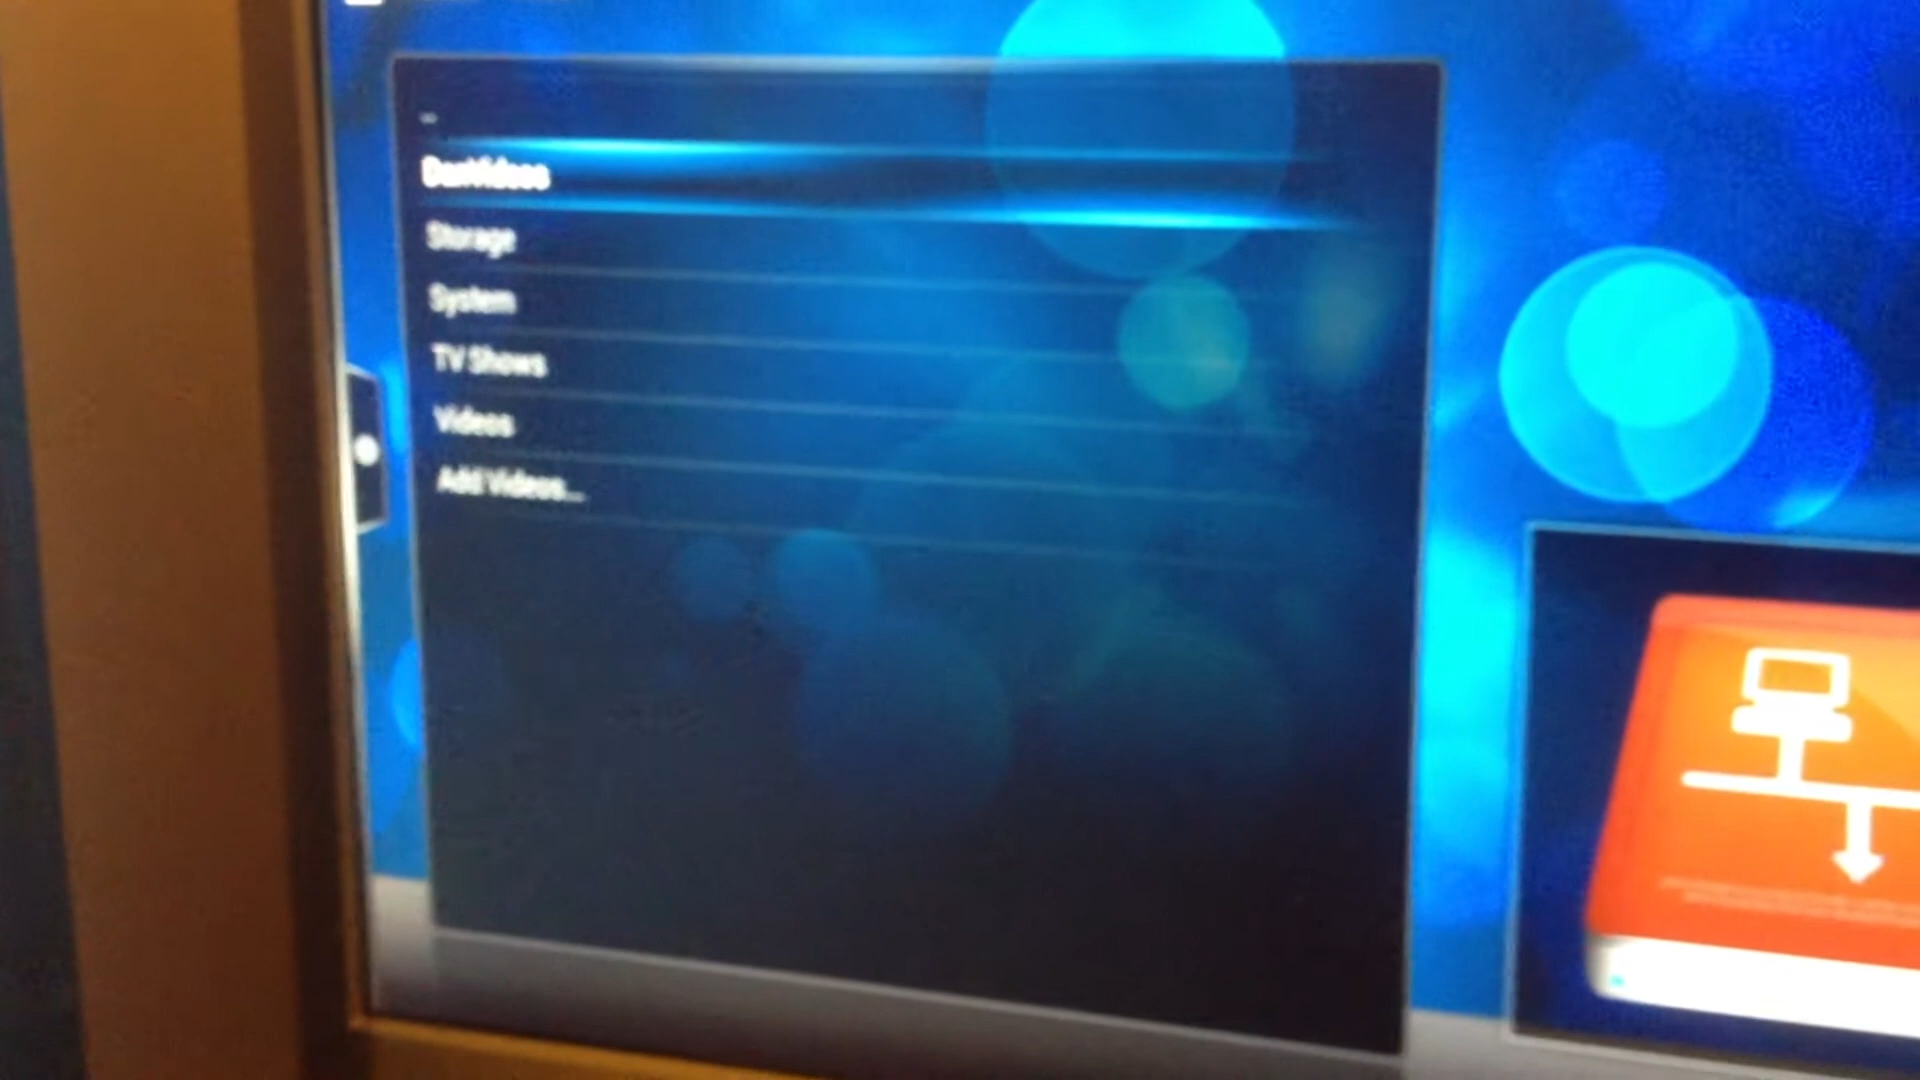 ..
Storage
System
TV Shows
Videos
Add Videos...